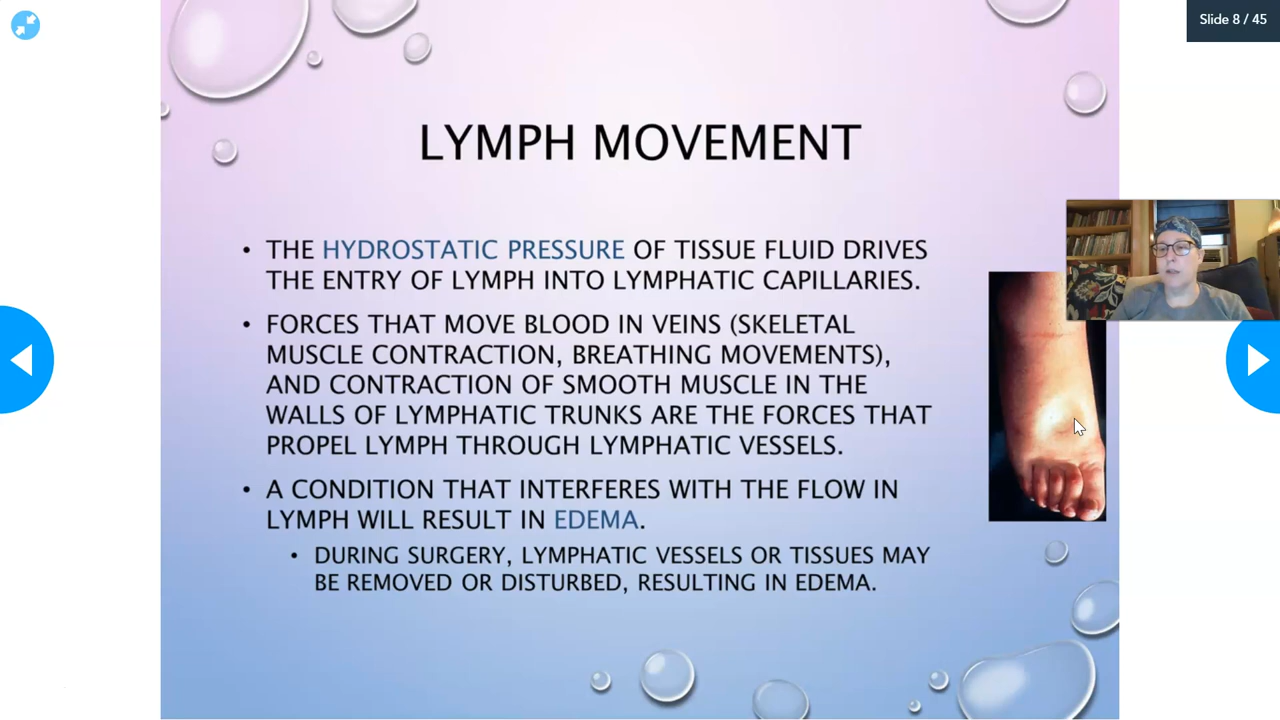 Slide 8 / 45
LYMPH MOVEMENT
• THE HYDROSTATIC PRESSURE OF TISSUE FLUID DRIVES
THE ENTRY OF LYMPH INTO LYMPHATIC CAPILLARIES.
• FORCES THAT MOVE BLOOD IN VEINS (SKELETAL
MUSCLE CONTRACTION, BREATHING MOVEMENTS),
AND CONTRACTION OF SMOOTH MUSCLE IN THE
WALLS OF LYMPHATIC TRUNKS ARE THE FORCES THAT
PROPEL LYMPH THROUGH LYMPHATIC VESSELS.
• A CONDITION THAT INTERFERES WITH THE FLOW IN
LYMPH WILL RESULT IN EDEMA.
• DURING SURGERY, LYMPHATIC VESSELS OR TISSUES MAY
BE REMOVED OR DISTURBED, RESULTING IN EDEMA.